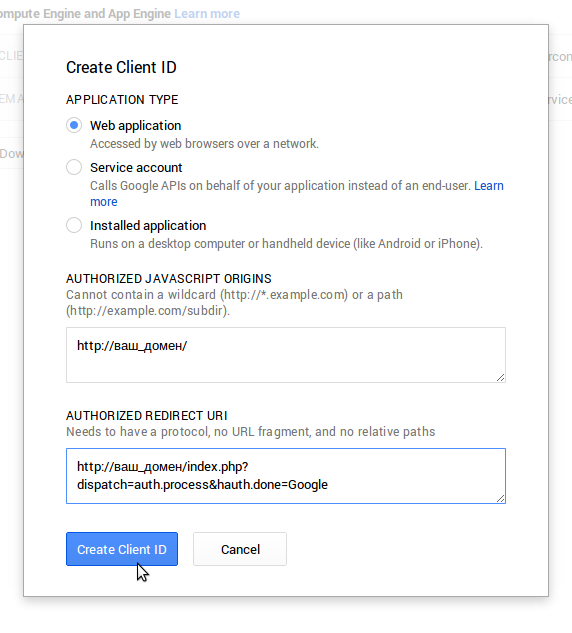 ompute Engine and App Engine Learn more
Create Client ID
APPLICATION TYPE
Web application
Accessed by web browsers over a network.
Service account
Calls Google APIs on behalf of your application instead of an end-user. Learn
more
Installed application
Runs on a desktop computer or handheld device (like Android or iPhone).
AUTHORIZED JAVASCRIPT ORIGINS
Cannot contain a wildcard (http://*.example.com) or a path
(http://example.com/subdir).
http://ваш_домен/
AUTHORIZED REDIRECT URI
Needs to have a protocol, no URL fragment, and no relative paths
http://ваш_домен/index.php?
dispatch=auth.process&hauth.done=Google
Create Client ID Cancel